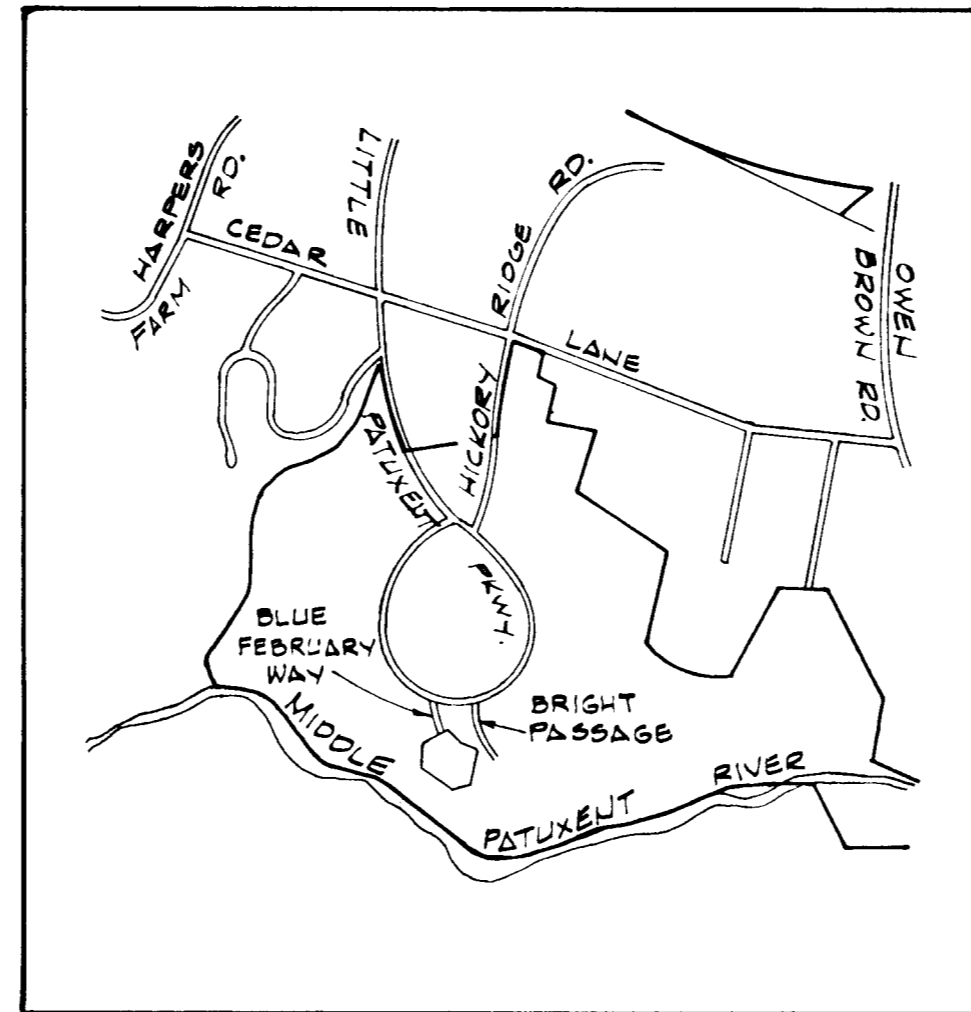 HARPERS
FARM
RD.
CEDAR
LANE
LITTLE
PATUXENT
PKWY.
HICKORY
RIDGE
RD.
OWEN
BROWN RD.
BLUE
FEBRUARY
WAY
BRIGHT
PASSAGE
MIDDLE
PATUXENT
RIVER